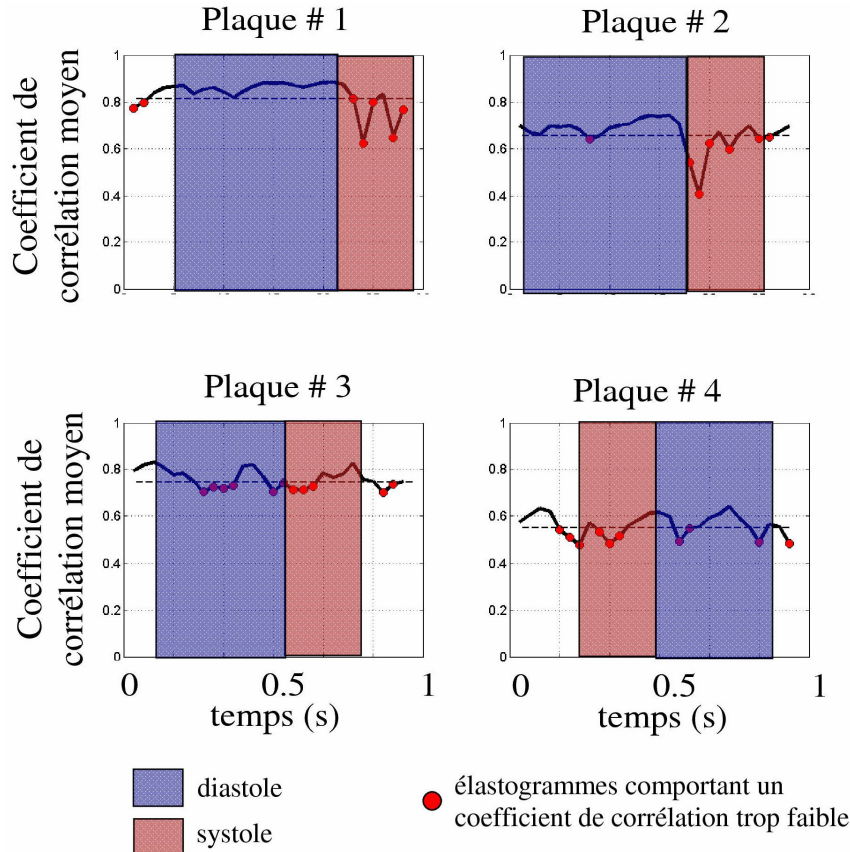 Plaque # 1
Plaque # 2
Coefficient de
corrélation moyen
1
0.8
0.6
0.4
0.2
0
1
0.8
0.6
0.4
0.2
0
Plaque # 3
Plaque # 4
Coefficient de
corrélation moyen
1
0.8
0.6
0.4
0.2
0
1
0.8
0.6
0.4
0.2
0
0 0.5 1
0 0.5 1
temps (s)
temps (s)
diastole
systole
élastogrammes comportant un
coefficient de corrélation trop faible